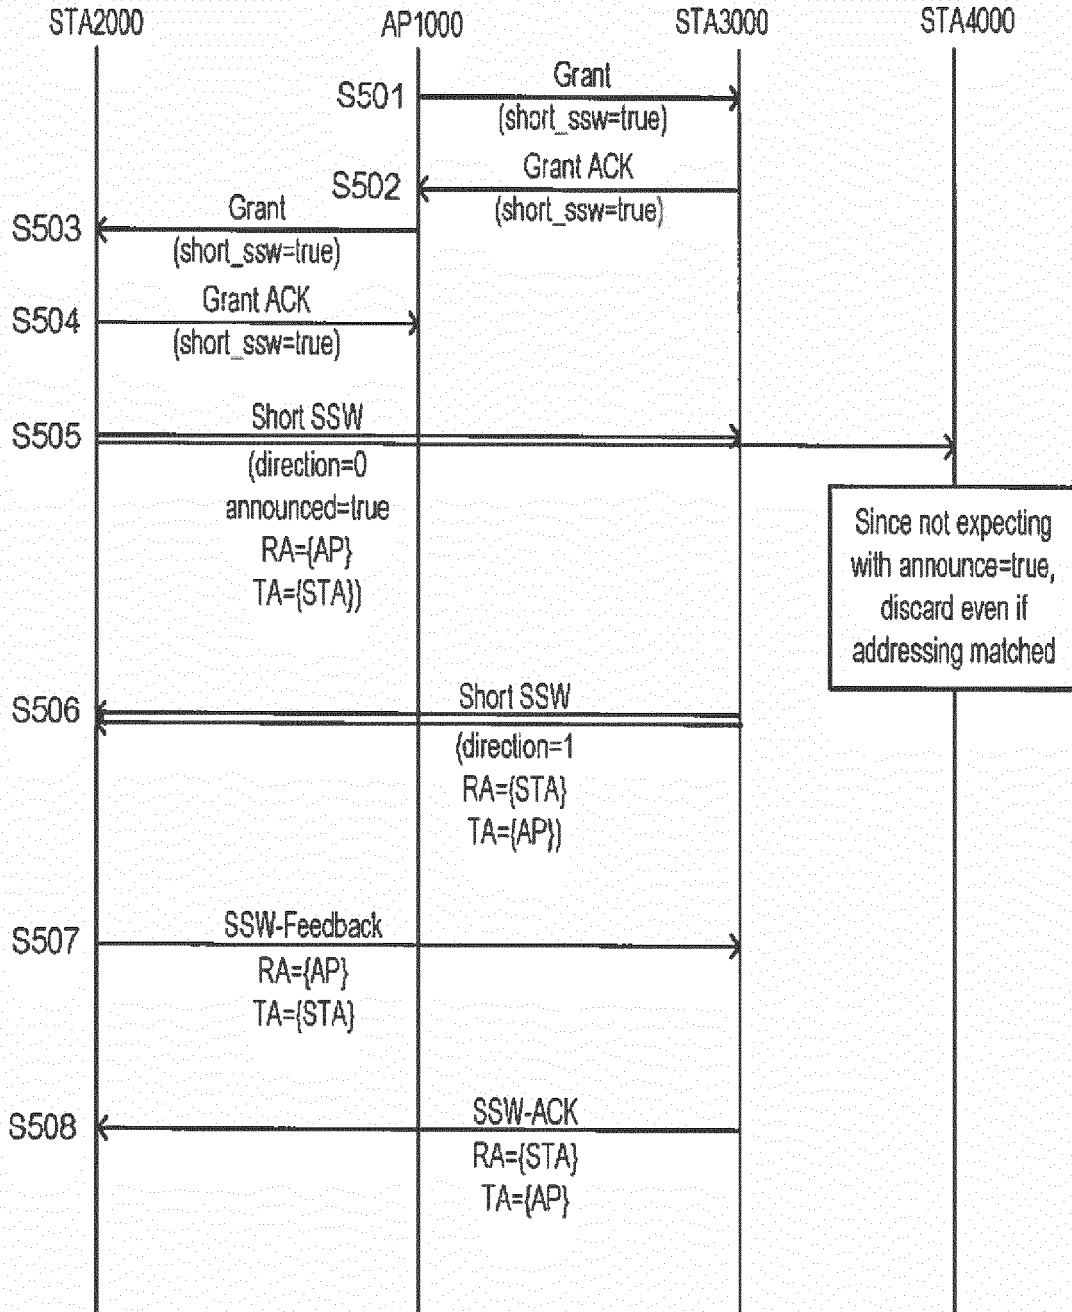 STA2000 AP1000 STA3000 STA4000
S501 Grant
(short_ssw=true)
S502 Grant ACK
(short_ssw=true)
S503 Grant
(short_ssw=true)
S504 Grant ACK
(short_ssw=true)
S505 Short SSW
(direction=0
announced=true
RA={AP}
TA={STA})
Since not expecting
with announce=true,
discard even if
addressing matched
S506 Short SSW
(direction=1
RA={STA}
TA={AP})
S507 SSW-Feedback
RA={AP}
TA={STA}
S508 SSW-ACK
RA={STA}
TA={AP}